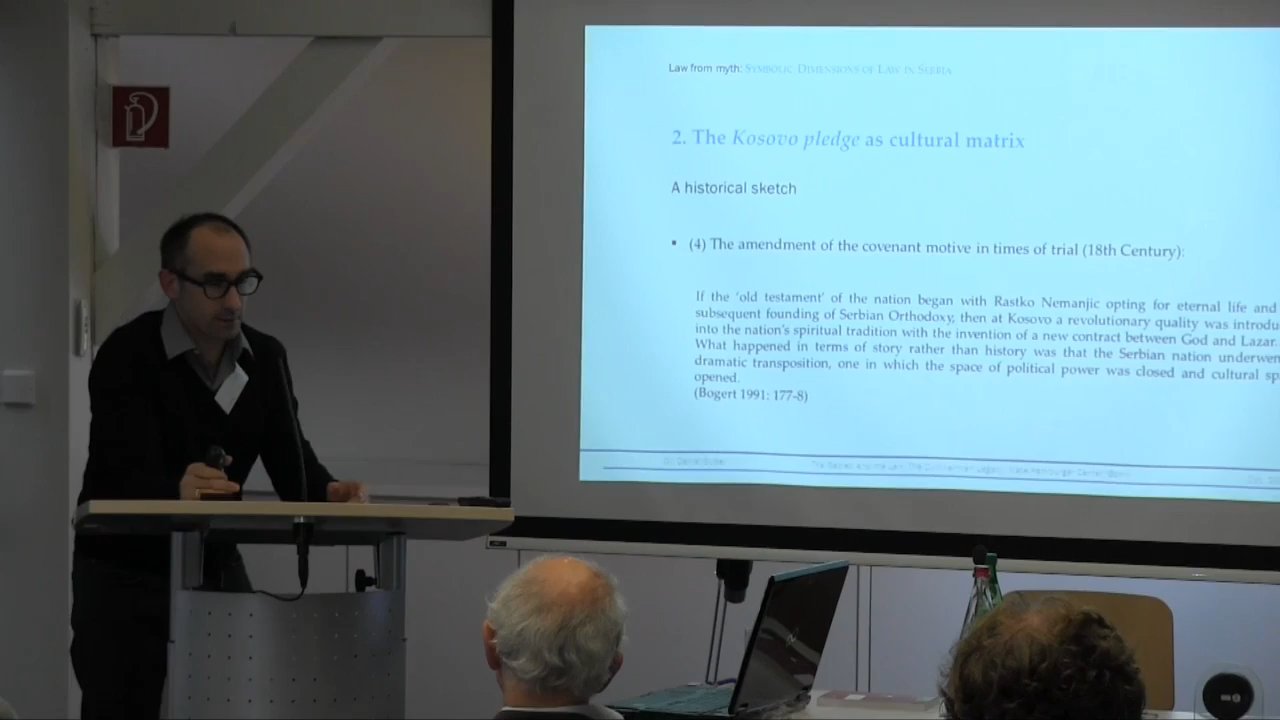 Law from myth: SYMBOLIC DIMENSIONS OF LAW IN SERBIA
2. The Kosovo pledge as cultural matrix
A historical sketch
▪ (4) The amendment of the covenant motive in times of trial (18th Century):
If the 'old testament' of the nation began with Rastko Nemanjic opting for eternal life and
subsequent founding of Serbian Orthodoxy, then at Kosovo a revolutionary quality was introdu
into the nation's spiritual tradition with the invention of a new contract between God and Lazar.
What happened in terms of story rather than history was that the Serbian nation underwen
dramatic transposition, one in which the space of political power was closed and cultural sp
opened.
(Bogert 1991: 177-8)